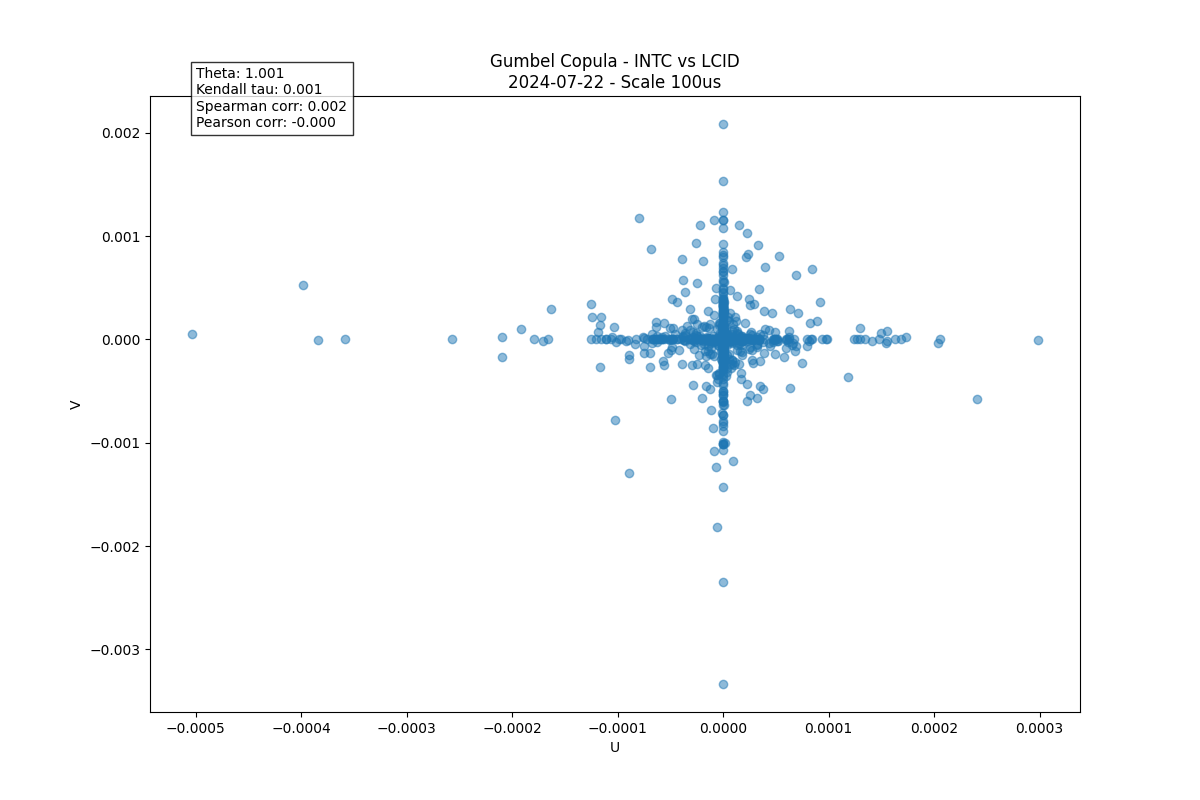 Gumbel Copula - INTC vs LCID
2024-07-22 - Scale 100us
Theta: 1.001
Kendall tau: 0.001
Spearman corr: 0.002
Pearson corr: -0.000
0.002
0.001
0.000
−0.001
−0.002
−0.003
V
−0.0005 −0.0004 −0.0003 −0.0002 −0.0001 0.0000 0.0001 0.0002 0.0003
U